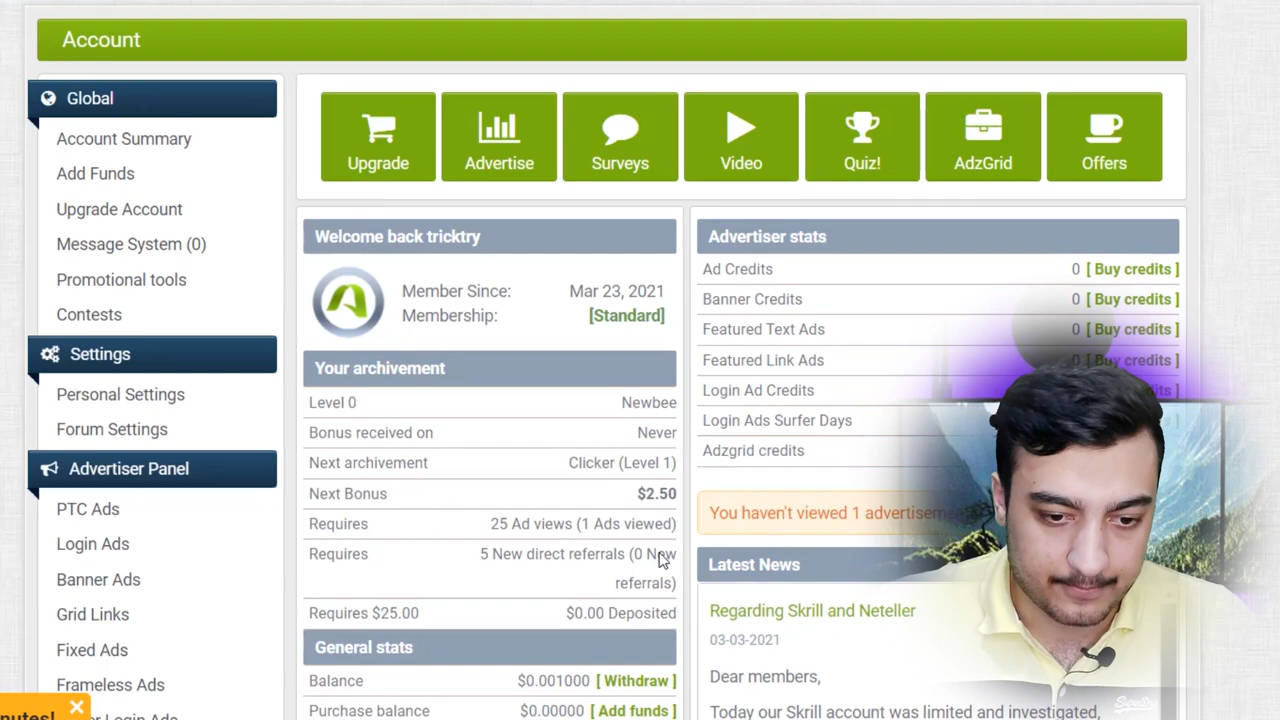 Account
Global
Account Summary
Add Funds
Upgrade Account
Message System (0)
Promotional tools
Contests
Settings
Personal Settings
Forum Settings
Advertiser Panel
PTC Ads
Login Ads
Banner Ads
Grid Links
Fixed Ads
Frameless Ads
Login Ads
Upgrade
Advertise
Surveys
Video
Quiz!
AdzGrid
Offers
Welcome back tricktry
Member Since: Mar 23, 2021
Membership: [Standard]
Your archivement
Level 0 Newbee
Bonus received on Never
Next archivement Clicker (Level 1)
Next Bonus $2.50
Requires 25 Ad views (1 Ads viewed)
Requires 5 New direct referrals (0 New
referrals)
Requires $25.00 $0.00 Deposited
General stats
Balance $0.001000 [ Withdraw ]
Purchase balance $0.00000 [ Add funds ]
Advertiser stats
Ad Credits 0 [ Buy credits ]
Banner Credits 0 [ Buy credits ]
Featured Text Ads 0 [ Buy credits ]
Featured Link Ads 0 [ Buy credits ]
Login Ad Credits
Login Ads Surfer Days
Adzgrid credits
You haven't viewed 1
Latest News
Regarding Skrill and Neteller
03-03-2021
Dear members,
Today our Skrill account was limited and investigated,